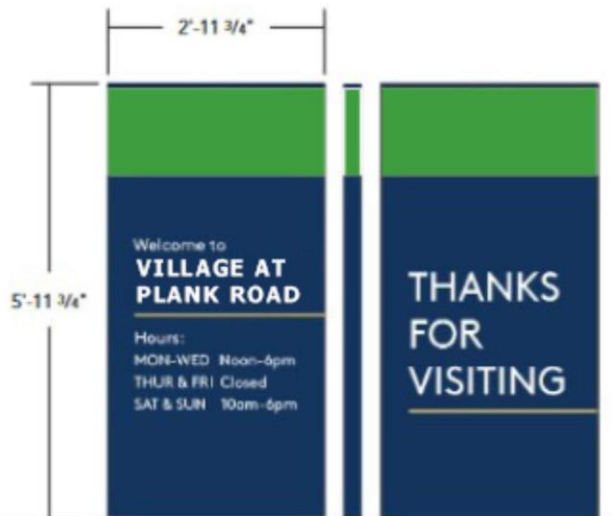 2'-11 3/4"
5'-11 3/4"
Welcome to
VILLAGE AT
PLANK ROAD
Hours:
MON-WED Noon-6pm
THUR & FRI Closed
SAT & SUN 10am-6pm
THANKS
FOR
VISITING